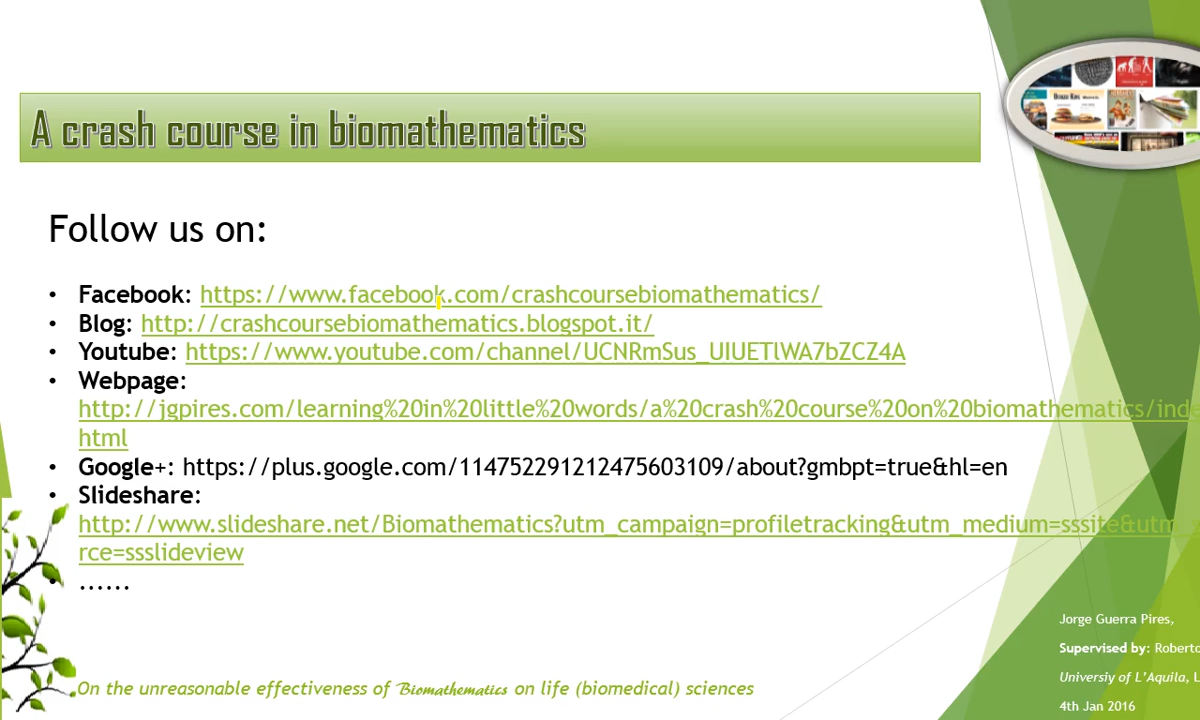 A crash course in biomathematics
Follow us on:
• Facebook: https://www.facebook.com/crashcoursebiomathematics/
• Blog: http://crashcoursebiomathematics.blogspot.it/
• Youtube: https://www.youtube.com/channel/UCNRmSus_UIUETlWA7bZCZ4A
• Webpage:
http://jgpires.com/learning%20in%20little%20words/a%20crash%20course%20on%20biomathematics/inde
html
• Google+: https://plus.google.com/114752291212475603109/about?gmbpt=true&hl=en
• Slideshare:
http://www.slideshare.net/Biomathematics?utm_campaign=profiletracking&utm_medium=sssite&utm_s
rce=ssslideview
• ......
Jorge Guerra Pires,
Supervised by: Roberto
Universiy of L’Aquila, L
4th Jan 2016
On the unreasonable effectiveness of Biomathematics on life (biomedical) sciences